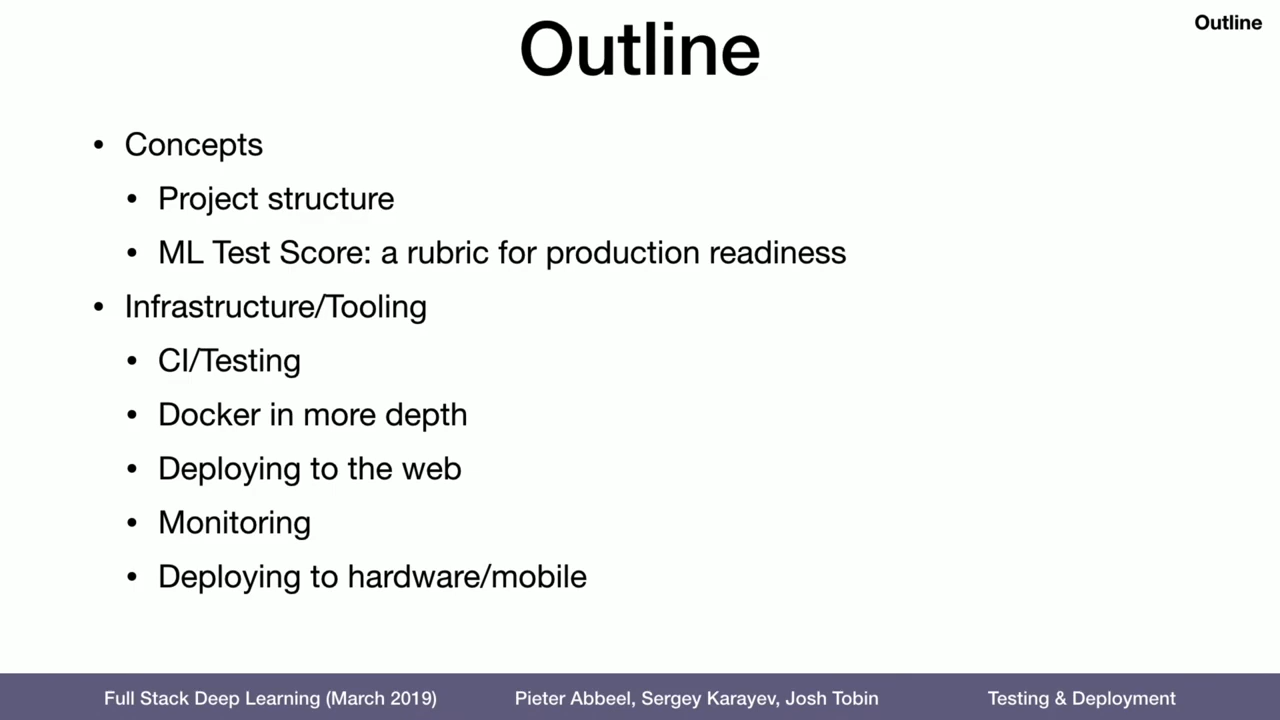 Outline
Outline
• Concepts
• Project structure
• ML Test Score: a rubric for production readiness
• Infrastructure/Tooling
• CI/Testing
• Docker in more depth
• Deploying to the web
• Monitoring
• Deploying to hardware/mobile
Full Stack Deep Learning (March 2019) Pieter Abbeel, Sergey Karayev, Josh Tobin Testing & Deployment